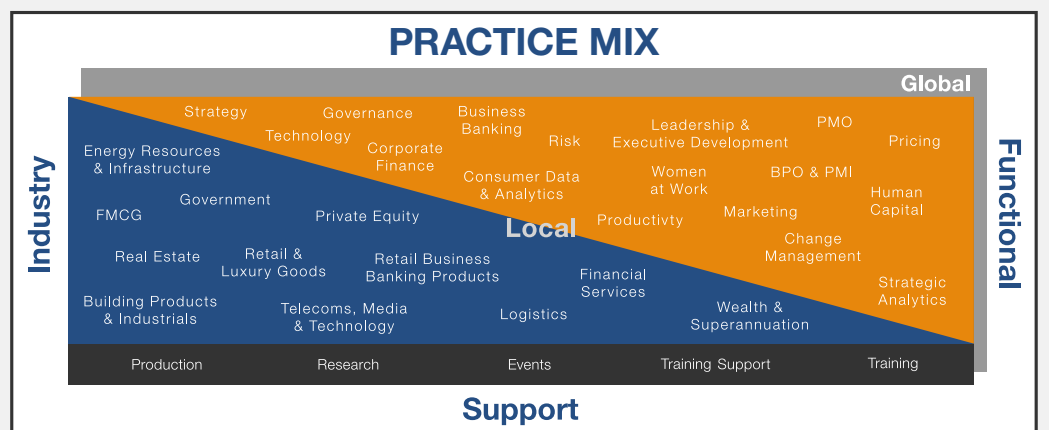 PRACTICE MIX
Global
Industry
Functional
Strategy
Governance
Business
Banking
Technology
Risk
Corporate
Finance
Leadership &
Executive Development
PMO
Pricing
Consumer Data
& Analytics
Women
at Work
BPO & PMI
Human
Capital
Productivty
Marketing
Change
Management
Strategic
Analytics
Local
Energy Resources
& Infrastructure
Government
FMCG
Private Equity
Real Estate
Retail &
Luxury Goods
Retail Business
Banking Products
Financial
Services
Building Products
& Industrials
Telecoms, Media
& Technology
Logistics
Wealth &
Superannuation
Production
Research
Events
Training Support
Training
Support